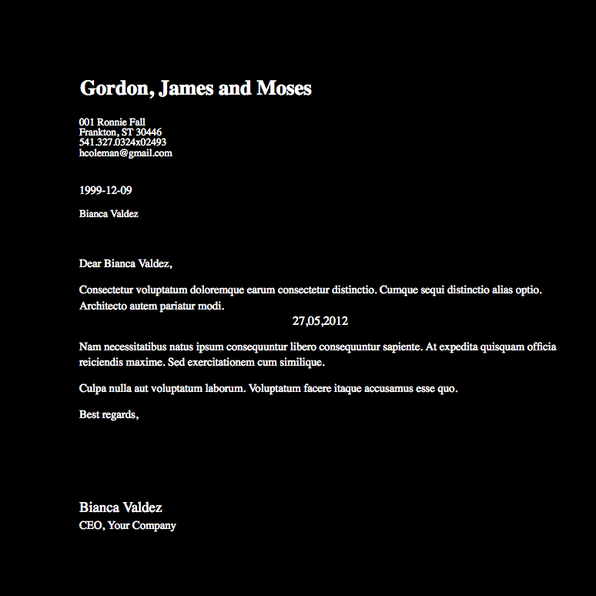 Gordon, James and Moses
001 Ronnie Fall
Frankton, ST 30446
541.327.0324x02493
hcoleman@gmail.com
1999-12-09
Bianca Valdez
Dear Bianca Valdez,
Consectetur voluptatum doloremque earum consectetur distinctio. Cumque sequi distinctio alias optio.
Architecto autem pariatur modi.
27,05,2012
Nam necessitatibus natus ipsum consequuntur libero consequuntur sapiente. At expedita quisquam officia
reiciendis maxime. Sed exercitationem cum similique.
Culpa nulla aut voluptatum laborum. Voluptatum facere itaque accusamus esse quo.
Best regards,
Bianca Valdez
CEO, Your Company